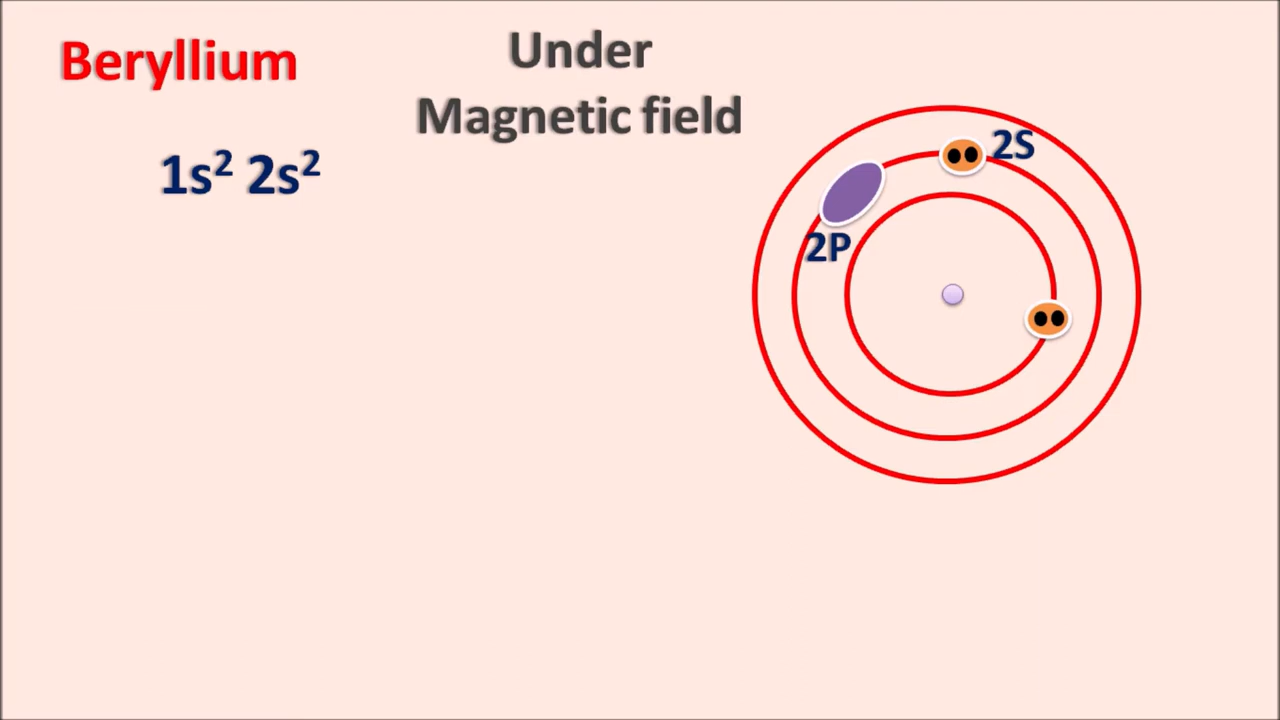 Beryllium
Under
Magnetic field
1s² 2s²
2S
2P